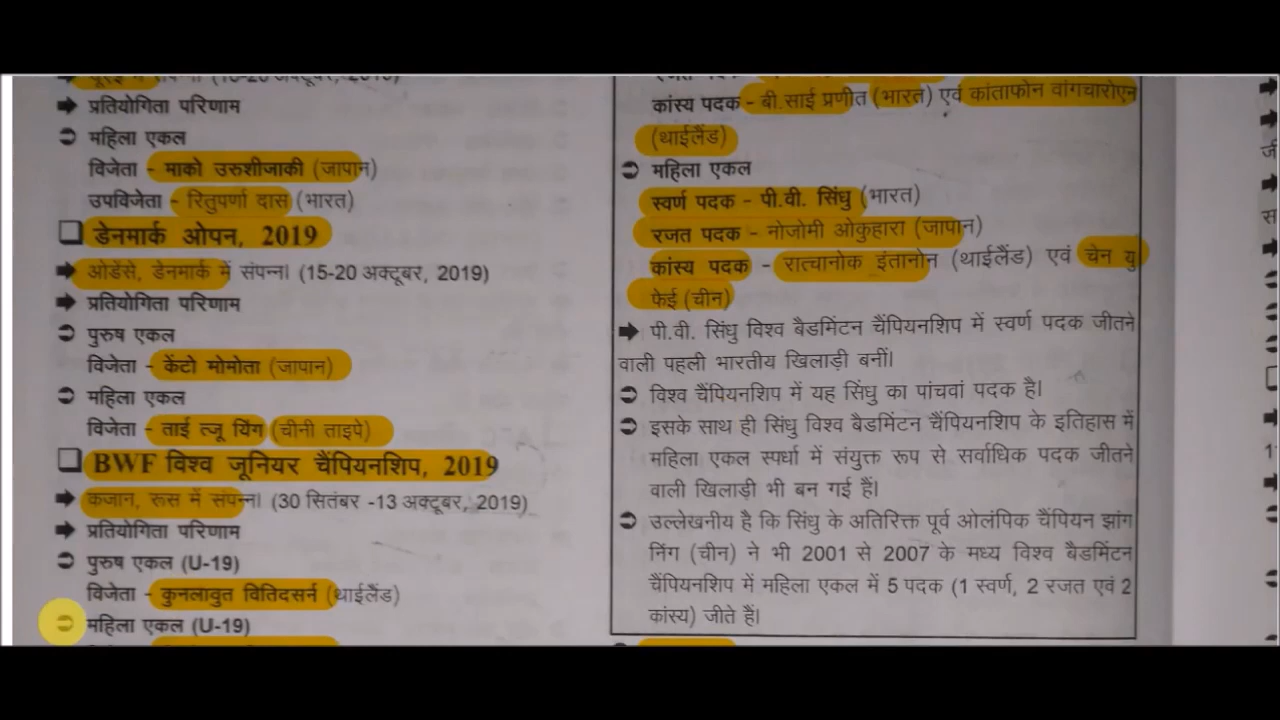 ➡ प्रतियोगिता परिणाम
➲ महिला एकल
विजेता - माको उरुशीजाकी (जापान)
उपविजेता - रितुपर्णा दास (भारत)
❑ डेनमार्क ओपन, 2019
➡ ओडेंसे, डेनमार्क में संपन्न। (15-20 अक्टूबर, 2019)
➡ प्रतियोगिता परिणाम
➲ पुरुष एकल
विजेता - केंटो मोमोता (जापान)
➲ महिला एकल
विजेता - ताई त्जू यिंग (चीनी ताइपे)
❑ BWF विश्व जूनियर चैंपियनशिप, 2019
➡ कजान, रूस में संपन्न। (30 सितंबर -13 अक्टूबर, 2019)
➡ प्रतियोगिता परिणाम
➲ पुरुष एकल (U-19)
विजेता - कुनलावुत वितिदसर्न (थाईलैंड)
➲ महिला एकल (U-19)
कांस्य पदक - बी.साई प्रणीत (भारत) एवं कांताफोन वांगचारोएन
(थाईलैंड)
➲ महिला एकल
स्वर्ण पदक - पी.वी. सिंधु (भारत)
रजत पदक - नोजोमी ओकुहारा (जापान)
कांस्य पदक - रात्चानोक इंतानोन (थाईलैंड) एवं चेन यु
फेई (चीन)
➡ पी.वी. सिंधु विश्व बैडमिंटन चैंपियनशिप में स्वर्ण पदक जीतने
वाली पहली भारतीय खिलाड़ी बनीं।
➲ विश्व चैंपियनशिप में यह सिंधु का पांचवां पदक है।
➲ इसके साथ ही सिंधु विश्व बैडमिंटन चैंपियनशिप के इतिहास में
महिला एकल स्पर्धा में संयुक्त रूप से सर्वाधिक पदक जीतने
वाली खिलाड़ी भी बन गई हैं।
➲ उल्लेखनीय है कि सिंधु के अतिरिक्त पूर्व ओलंपिक चैंपियन झांग
निंग (चीन) ने भी 2001 से 2007 के मध्य विश्व बैडमिंटन
चैंपियनशिप में महिला एकल में 5 पदक (1 स्वर्ण, 2 रजत एवं 2
कांस्य) जीते हैं।